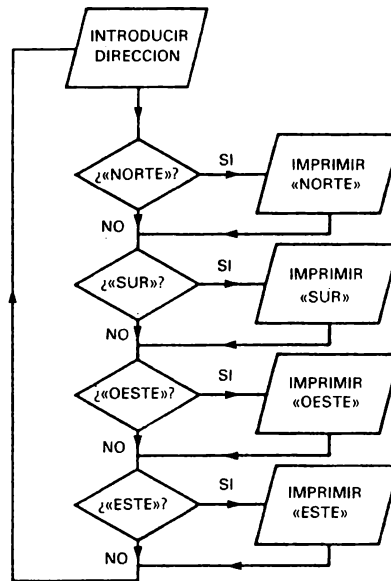 INTRODUCIR
DIRECCION
¿«NORTE»?
SI
IMPRIMIR
«NORTE»
NO
¿«SUR»?
SI
IMPRIMIR
«SUR»
NO
¿«OESTE»?
SI
IMPRIMIR
«OESTE»
NO
¿«ESTE»?
SI
IMPRIMIR
«ESTE»
NO